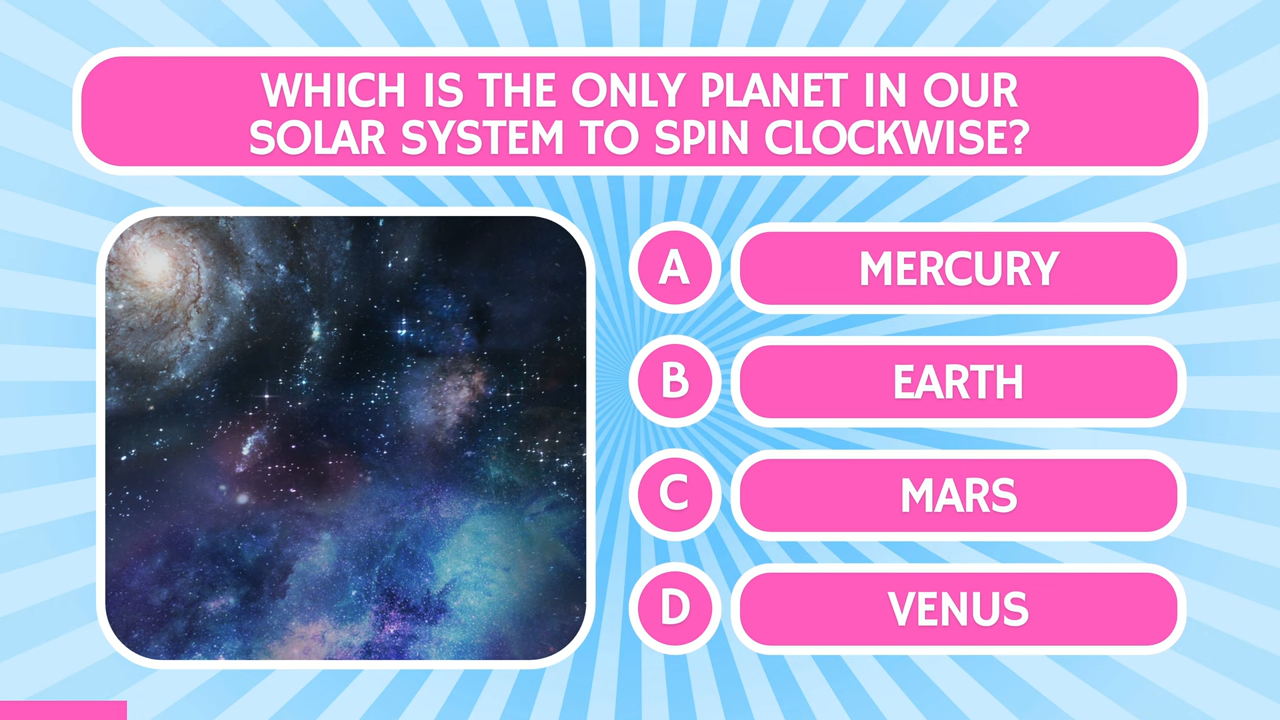 WHICH IS THE ONLY PLANET IN OUR
SOLAR SYSTEM TO SPIN CLOCKWISE?
A MERCURY
B EARTH
C MARS
D VENUS